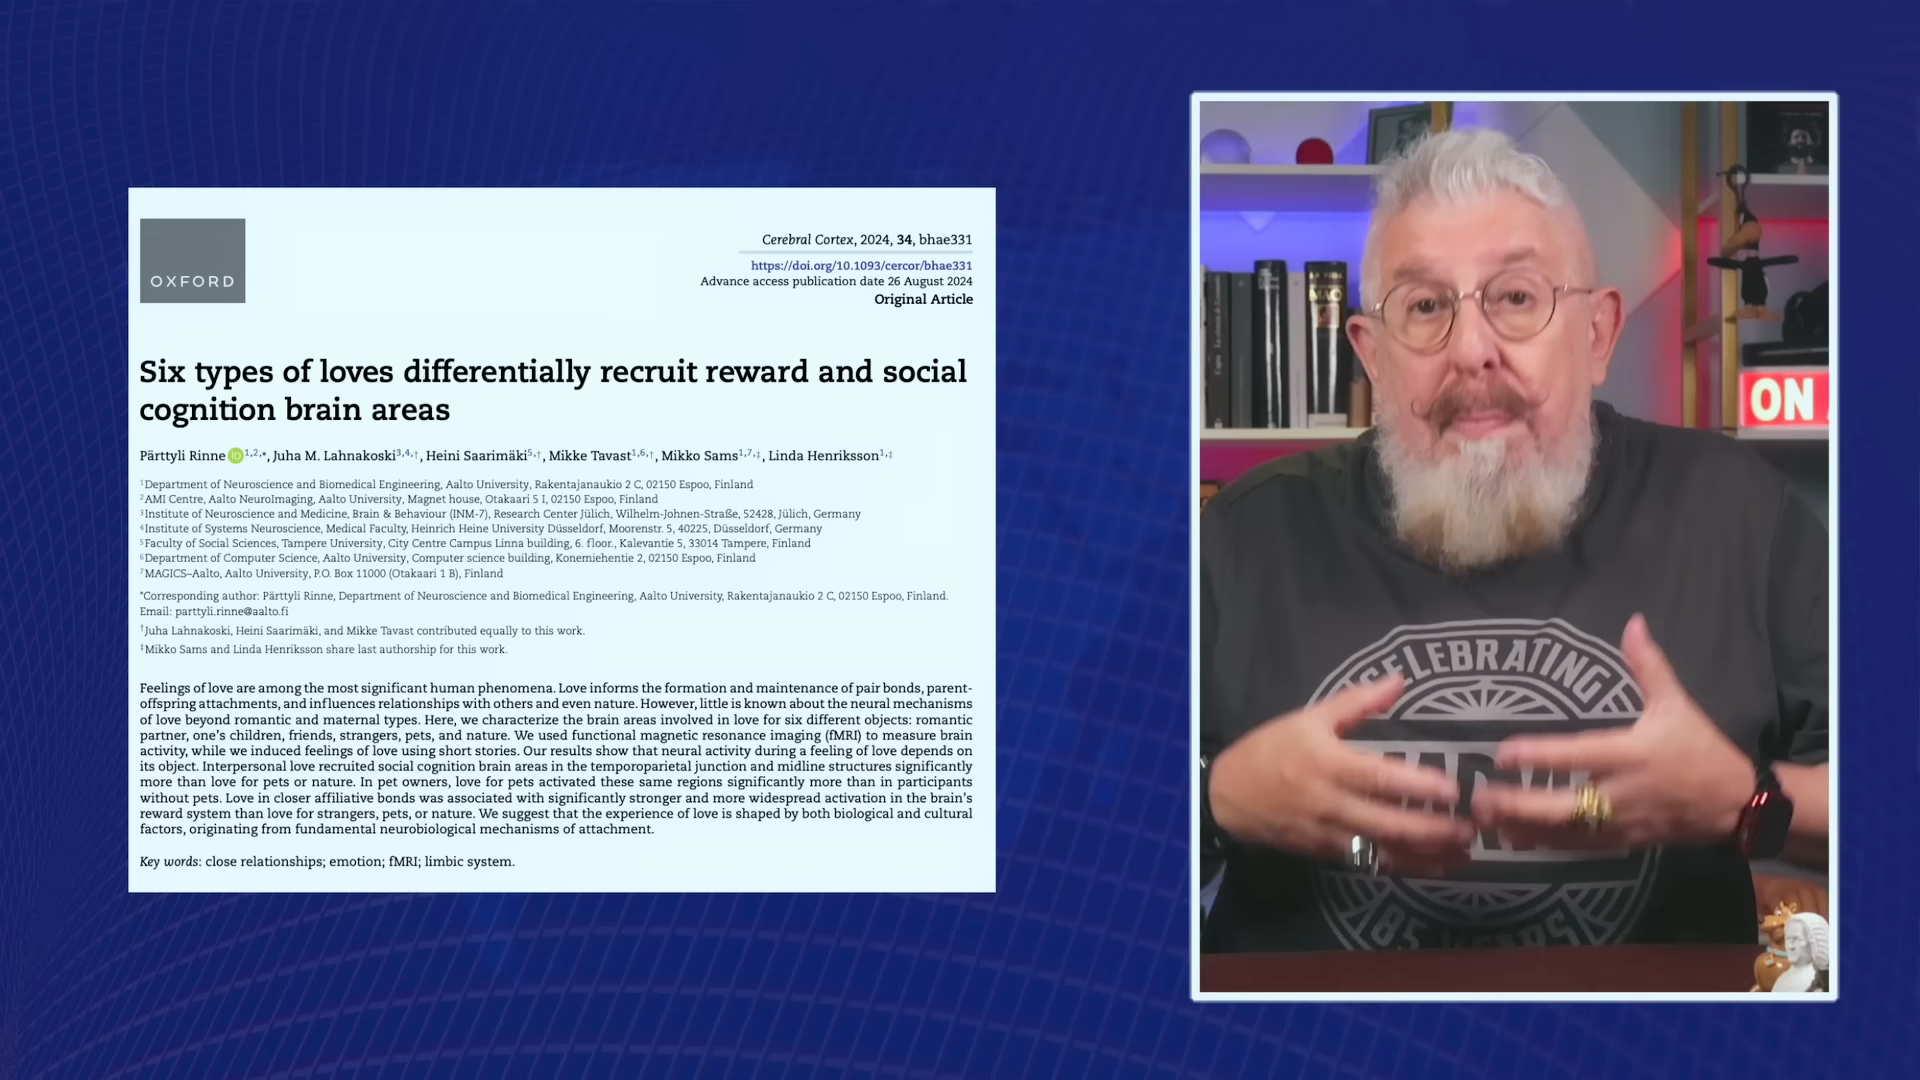 OXFORD
Cerebral Cortex, 2024, 34, bhae331
https://doi.org/10.1093/cercor/bhae331
Advance access publication date 26 August 2024
Original Article
Six types of loves differentially recruit reward and social
cognition brain areas
Pärttyli Rinne iD 1,2,*, Juha M. Lahnakoski3,4,†, Heini Saarimäki5,†, Mikke Tavast1,6,†, Mikko Sams1,7,‡, Linda Henriksson1,‡
1Department of Neuroscience and Biomedical Engineering, Aalto University, Rakentajanaukio 2 C, 02150 Espoo, Finland
2AMI Centre, Aalto NeuroImaging, Aalto University, Magnet house, Otakaari 5 I, 02150 Espoo, Finland
3Institute of Neuroscience and Medicine, Brain & Behaviour (INM-7), Research Center Jülich, Wilhelm-Johnen-Straße, 52428, Jülich, Germany
4Institute of Systems Neuroscience, Medical Faculty, Heinrich Heine University Düsseldorf, Moorenstr. 5, 40225, Düsseldorf, Germany
5Faculty of Social Sciences, Tampere University, City Centre Campus Linna building, 6. floor., Kalevantie 5, 33014 Tampere, Finland
6Department of Computer Science, Aalto University, Computer science building, Konemiehentie 2, 02150 Espoo, Finland
7MAGICS–Aalto, Aalto University, P.O. Box 11000 (Otakaari 1 B), Finland
*Corresponding author: Pärttyli Rinne, Department of Neuroscience and Biomedical Engineering, Aalto University, Rakentajanaukio 2 C, 02150 Espoo, Finland.
Email: parttyli.rinne@aalto.fi
†Juha Lahnakoski, Heini Saarimäki, and Mikke Tavast contributed equally to this work.
‡Mikko Sams and Linda Henriksson share last authorship for this work.
Feelings of love are among the most significant human phenomena. Love informs the formation and maintenance of pair bonds, parent-
offspring attachments, and influences relationships with others and even nature. However, little is known about the neural mechanisms
of love beyond romantic and maternal types. Here, we characterize the brain areas involved in love for six different objects: romantic
partner, one's children, friends, strangers, pets, and nature. We used functional magnetic resonance imaging (fMRI) to measure brain
activity, while we induced feelings of love using short stories. Our results show that neural activity during a feeling of love depends on
its object. Interpersonal love recruited social cognition brain areas in the temporoparietal junction and midline structures significantly
more than love for pets or nature. In pet owners, love for pets activated these same regions significantly more than in participants
without pets. Love in closer affiliative bonds was associated with significantly stronger and more widespread activation in the brain's
reward system than love for strangers, pets, or nature. We suggest that the experience of love is shaped by both biological and cultural
factors, originating from fundamental neurobiological mechanisms of attachment.
Key words: close relationships; emotion; fMRI; limbic system.
MAO
ON
CELEBRATING
85 YEARS